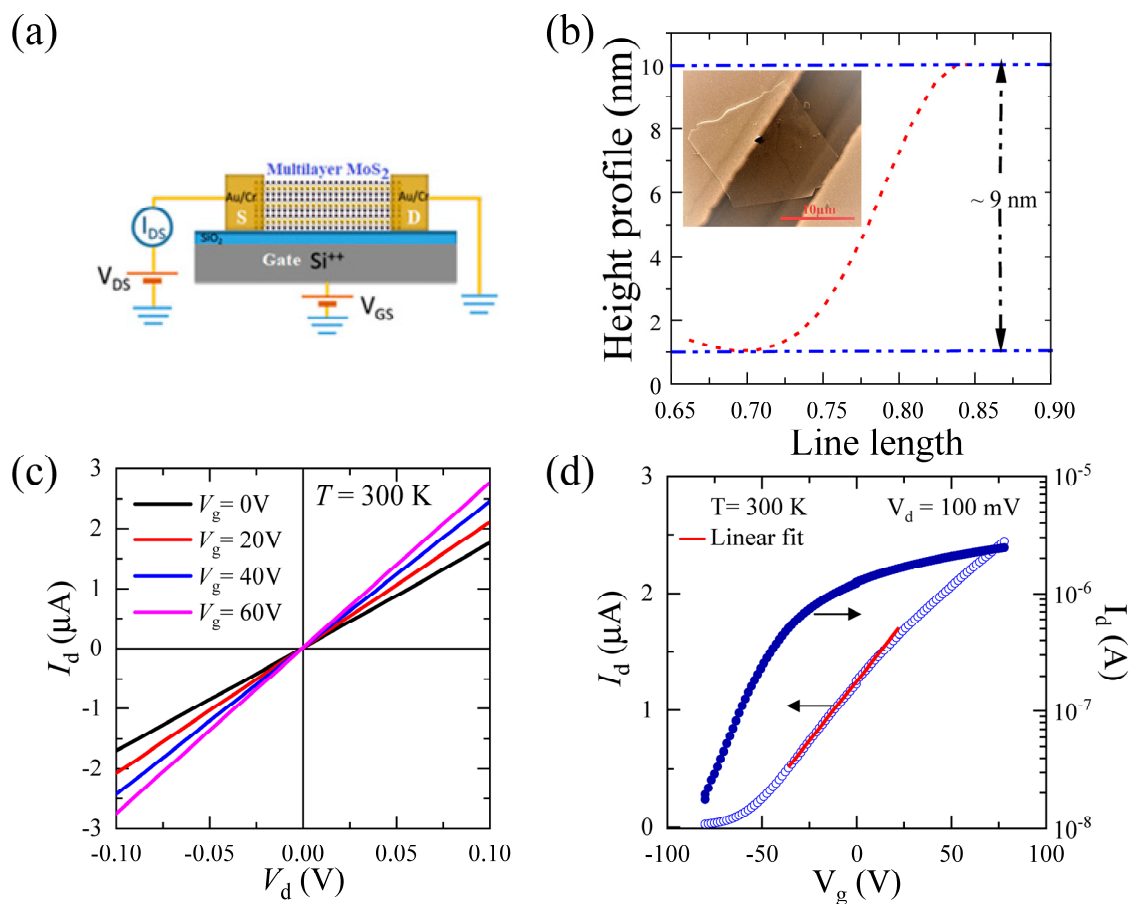 (a)
Multilayer MoS2
Au/Cr
Au/Cr
S
D
IDS
SiO2
Gate Si++
VDS
VGS
(b)
Height profile (nm)
10
8
6
4
2
0
~ 9 nm
10µm
0.65 0.70 0.75 0.80 0.85 0.90
Line length
(c)
Id (µA)
3
2
1
0
-1
-2
-3
T = 300 K
Vg= 0V
Vg= 20V
Vg= 40V
Vg= 60V
-0.10 -0.05 0.00 0.05 0.10
Vd (V)
(d)
Id (µA)
3
2
1
0
T= 300 K
Vd = 100 mV
Linear fit
10-5
10-6
10-7
10-8
Id (A)
-100 -50 0 50 100
Vg (V)